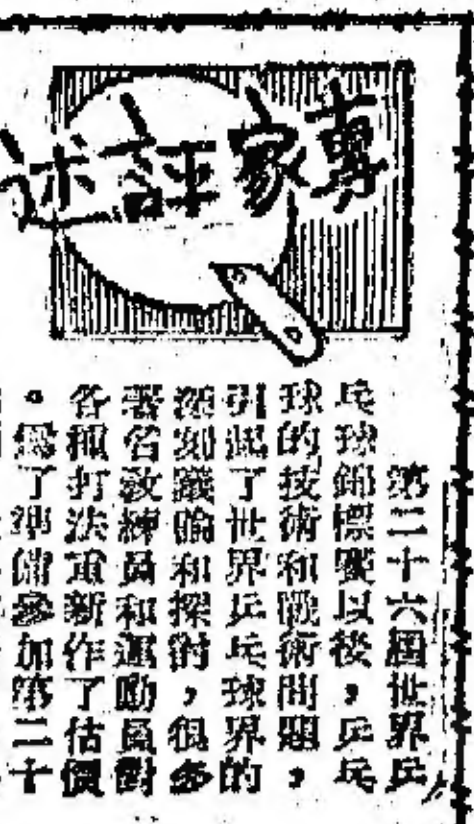 專家評述
第二十六屆世界乒
乓球錦標賽以後，乒乓
球的技術和戰術問題，
引起了世界乒乓球界的
深刻議論和探討，很多
著名教練員和運動員對
各種打法重新作了估價
。為了準備參加第二十